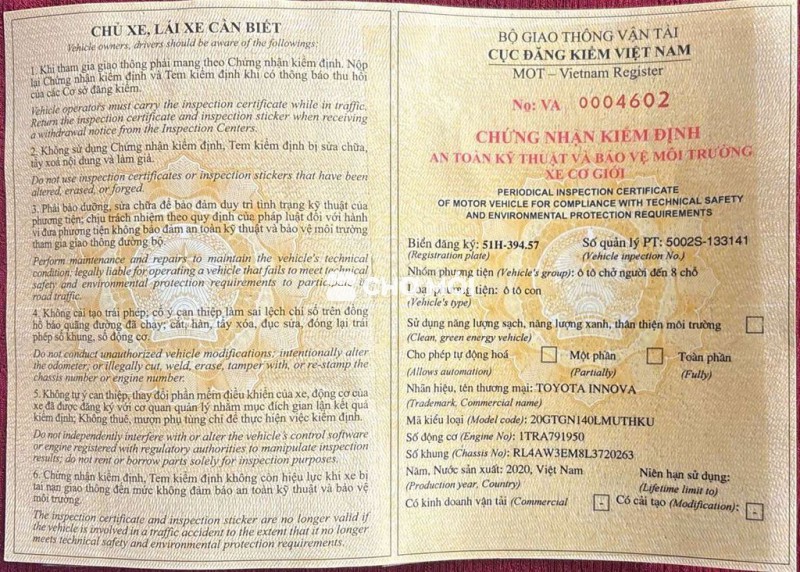 CHỦ XE, LÁI XE CẦN BIẾT
Vehicle owners, drivers should be aware of the followings:
1. Khi tham gia giao thông phải mang theo Chứng nhận kiểm định. Nộp
lại Chứng nhận kiểm định và Tem kiểm định khi có thông báo thu hồi
của các Cơ sở đăng kiểm.
Vehicle operators must carry the inspection certificate while in traffic.
Return the inspection certificate and inspection sticker when receiving
a withdrawal notice from the Inspection Centers.
2. Không sử dụng Chứng nhận kiểm định, Tem kiểm định bị sửa chữa,
tẩy xoá nội dung và làm giả.
Do not use inspection certificates or inspection stickers that have been
altered, erased, or forged.
3. Phải bảo dưỡng, sửa chữa để bảo đảm duy trì tình trạng kỹ thuật của
phương tiện; chịu trách nhiệm theo quy định của pháp luật đối với hành
vi đưa phương tiện không bảo đảm an toàn kỹ thuật và bảo vệ môi trường
tham gia giao thông đường bộ.
Perform maintenance and repairs to maintain the vehicle's technical
condition; legally liable for operating a vehicle that fails to meet technical
safety and environmental protection requirements to participate in
road traffic.
4. Không cải tạo trái phép; cố ý can thiệp làm sai lệch chỉ số trên đồng
hồ báo quãng đường đã chạy; cắt, hàn, tẩy xóa, đục sửa, đóng lại trái
phép số khung, số động cơ.
Do not conduct unauthorized vehicle modifications; intentionally alter
the odometer, or illegally cut, weld, erase, tamper with, or re-stamp the
chassis number or engine number.
5. Không tự ý can thiệp, thay đổi phần mềm điều khiển của xe, động cơ của
xe đã được đăng ký với cơ quan quản lý nhằm mục đích gian lận kết quả
kiểm định; Không thuê, mượn phụ tùng chỉ để thực hiện việc kiểm định.
Do not independently interfere with or alter the vehicle's control software
or engine registered with regulatory authorities to manipulate inspection
results; do not rent or borrow parts solely for inspection purposes.
6. Chứng nhận kiểm định, Tem kiểm định không còn hiệu lực khi xe bị
tai nạn giao thông đến mức không đảm bảo an toàn kỹ thuật và bảo vệ
môi trường.
The inspection certificate and inspection sticker are no longer valid if
the vehicle is involved in a traffic accident to the extent that it no longer
meets technical safety and environmental protection requirements.
BỘ GIAO THÔNG VẬN TẢI
CỤC ĐĂNG KIỂM VIỆT NAM
MOT – Vietnam Register
No: VA 0004602
CHỨNG NHẬN KIỂM ĐỊNH
AN TOÀN KỸ THUẬT VÀ BẢO VỆ MÔI TRƯỜNG
XE CƠ GIỚI
PERIODICAL INSPECTION CERTIFICATE
OF MOTOR VEHICLE FOR COMPLIANCE WITH TECHNICAL SAFETY
AND ENVIRONMENTAL PROTECTION REQUIREMENTS
Biển đăng ký: 51H-394.57 Số quản lý PT: 5002S-133141
(Registration plate) (Vehicle inpection No.)
Nhóm phương tiện (Vehicle's group): ô tô chở người đến 8 chỗ
phương tiện: ô tô con
(Vehicle's type)
Sử dụng năng lượng sạch, năng lượng xanh, thân thiện môi trường
(Clean, green energy vehicle)
Cho phép tự động hoá Một phần Toàn phần
(Allows automation) (Partially) (Fully)
Nhãn hiệu, tên thương mại: TOYOTA INNOVA
(Trademark, Commercial name)
Mã kiểu loại (Model code): 20GTGN140LMUTHKU
Số động cơ (Engine No): 1TRA791950
Số khung (Chassis No): RL4AW3EM8L3720263
Năm, Nước sản xuất: 2020, Việt Nam Niên hạn sử dụng:
(Production year, Country) (Lifetime limit to)
Có kinh doanh vận tải (Commercial - Có cải tạo (Modification): -